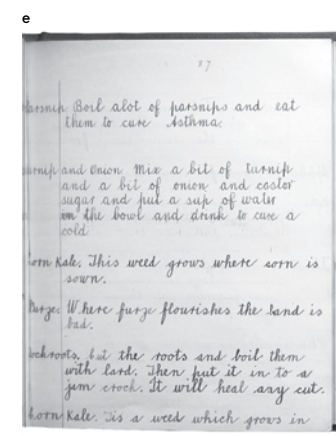 e
87
Parsnip Boil alot of parsnips and eat
them to cure Asthma.
Turnip and Onion Mix a bit of turnip
and a bit of onion and castor
sugar and put a sup of water
on the bowl and drink to cure a
cold
Corn Kale. This weed grows where corn is
sown.
Furze: Where furze flourishes the land is
bad.
Dockroots. Cut the roots and boil them
with lard. Then put it in to a
jam crock. It will heal any cut.
Corn Kale. Tis a weed which grows in